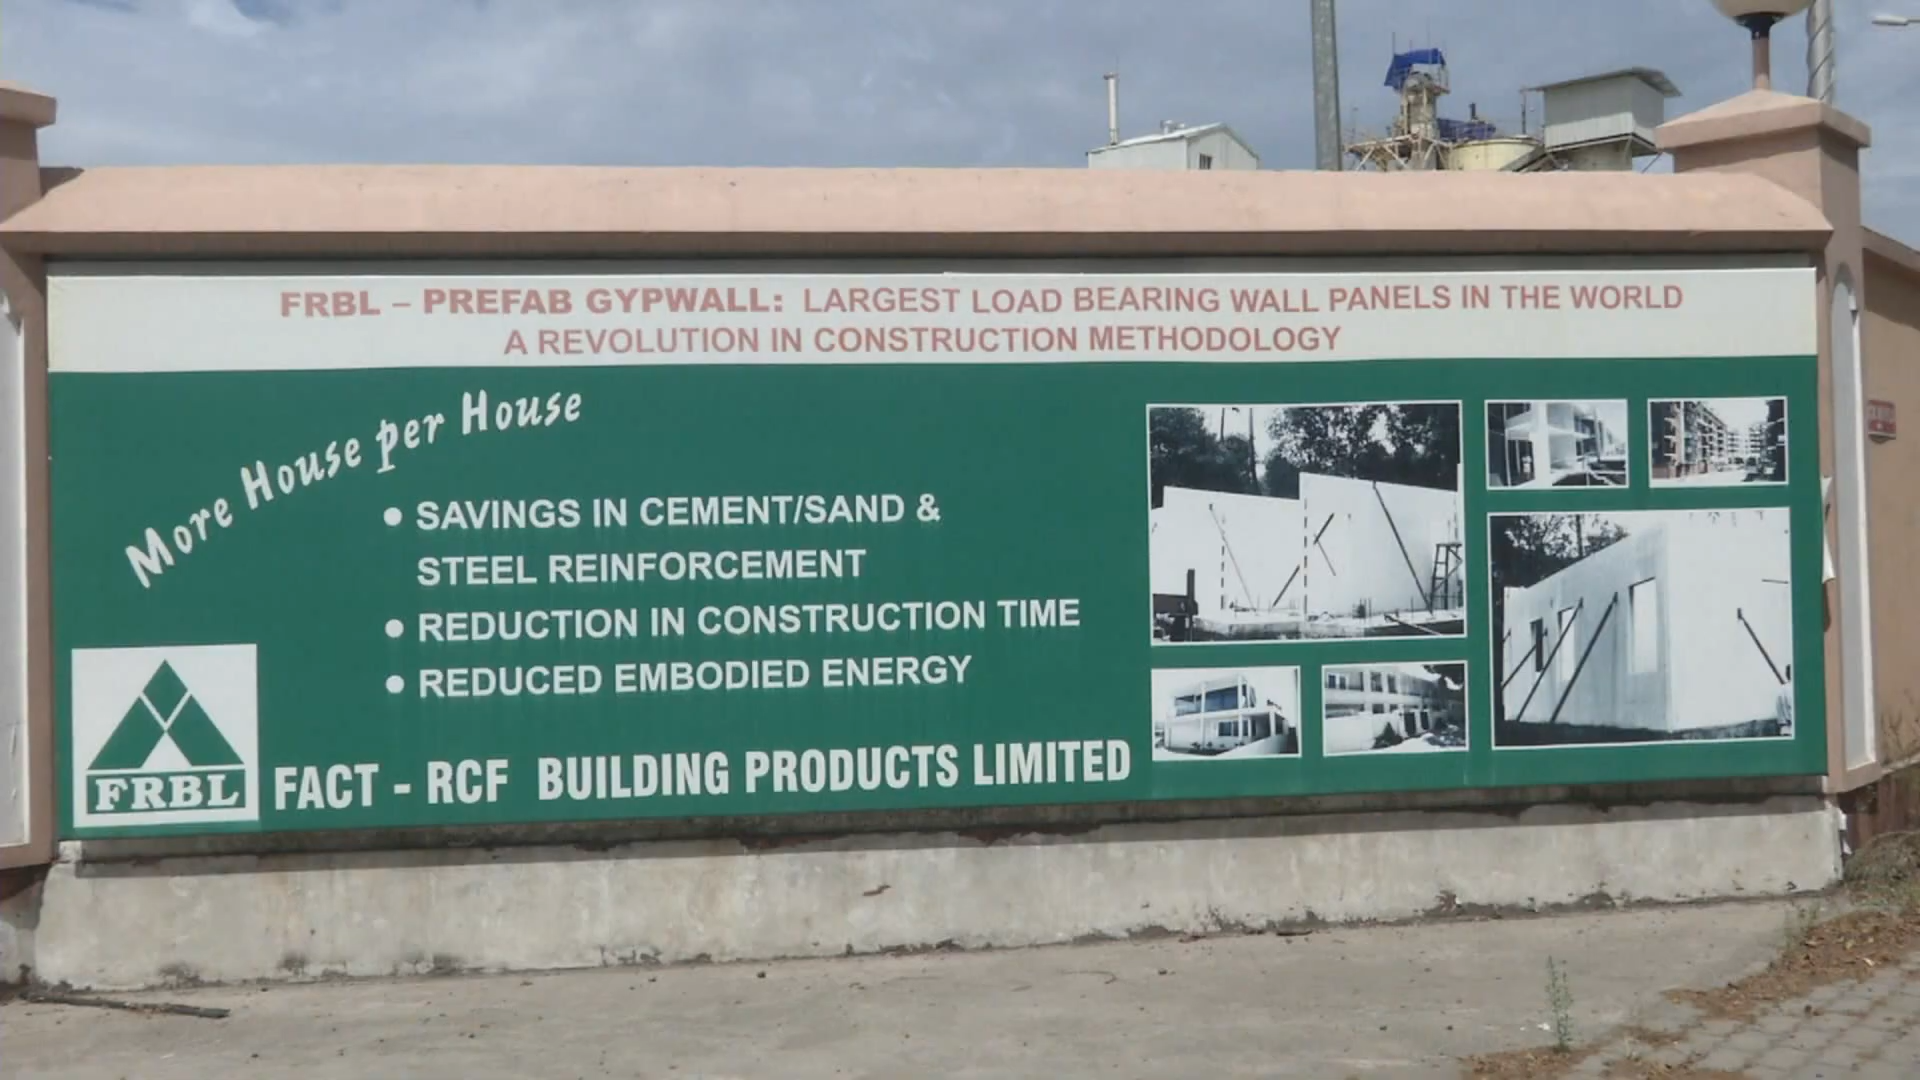 FRBL – PREFAB GYPWALL: LARGEST LOAD BEARING WALL PANELS IN THE WORLD
A REVOLUTION IN CONSTRUCTION METHODOLOGY
More House per House
● SAVINGS IN CEMENT/SAND &
STEEL REINFORCEMENT
● REDUCTION IN CONSTRUCTION TIME
● REDUCED EMBODIED ENERGY
FRBL
FACT - RCF BUILDING PRODUCTS LIMITED